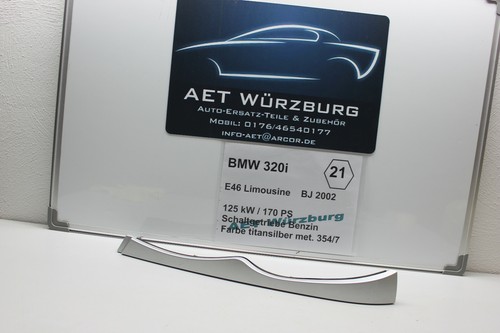 AET WÜRZBURG
AUTO-ERSATZ-TEILE & ZUBEHÖR
MOBIL: 0176/46540177
INFO-AET@ARCOR.DE
BMW 320i
21
E46 Limousine BJ 2002
125 kW / 170 PS
AET Würzburg
Schaltgetriebe Benzin
Farbe titansilber met. 354/7